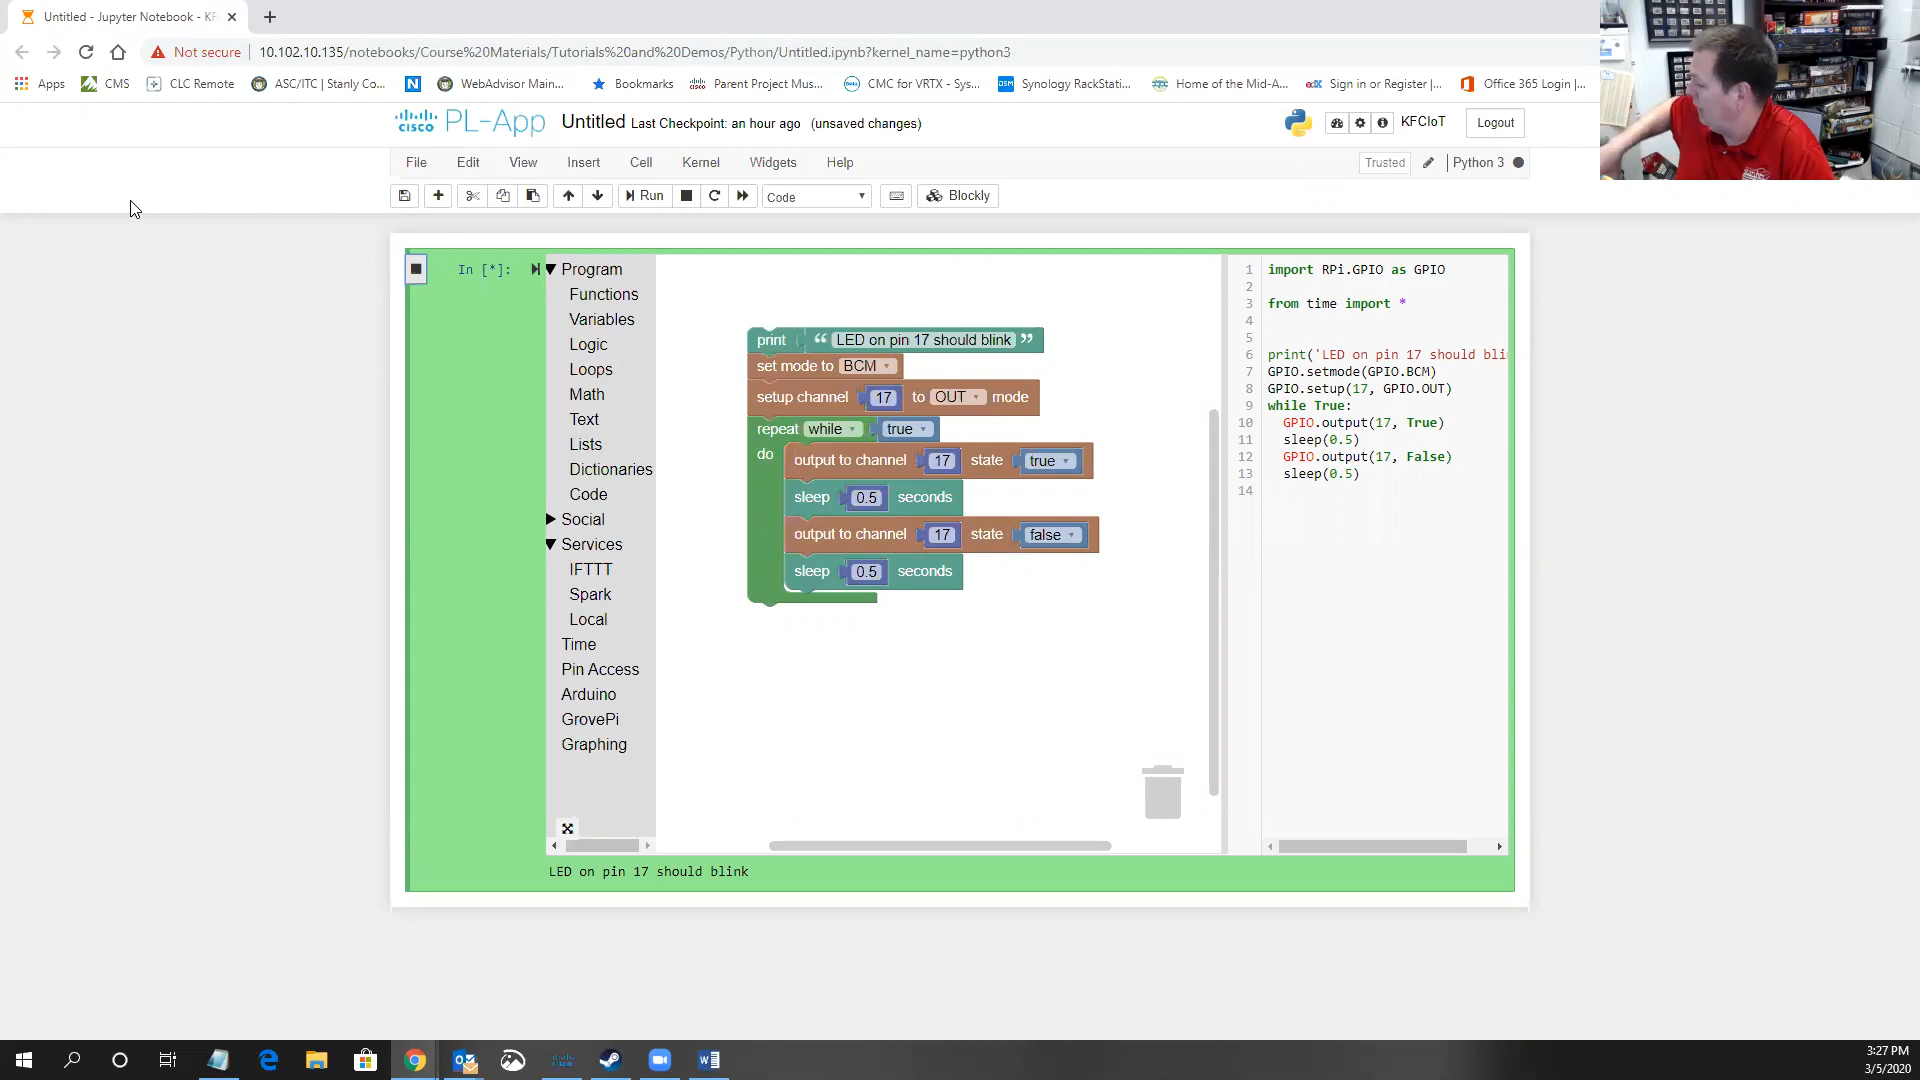 Untitled - Jupyter Notebook - KF
Not secure
10.102.10.135/notebooks/Course%20Materials/Tutorials%20and%20Demos/Python/Untitled.ipynb?kernel_name=python3
Apps
CMS
CLC Remote
ASC/ITC | Stanly Co...
WebAdvisor Main...
Bookmarks
Parent Project Mus...
CMC for VRTX - Sys...
Synology RackStati...
Home of the Mid-A...
Sign in or Register |...
Office 365 Login |...
cisco PL-App Untitled Last Checkpoint: an hour ago (unsaved changes)
KFCIoT
Logout
File Edit View Insert Cell Kernel Widgets Help
Trusted
Python 3
Run
Code
Blockly
In [*]:
Program
Functions
Variables
Logic
Loops
Math
Text
Lists
Dictionaries
Code
Social
Services
IFTTT
Spark
Local
Time
Pin Access
Arduino
GrovePi
Graphing
print “ LED on pin 17 should blink ”
set mode to BCM
setup channel 17 to OUT mode
repeat while true
do
output to channel 17 state true
sleep 0.5 seconds
output to channel 17 state false
sleep 0.5 seconds
1 import RPi.GPIO as GPIO
2
3 from time import *
4
5
6 print('LED on pin 17 should bli
7 GPIO.setmode(GPIO.BCM)
8 GPIO.setup(17, GPIO.OUT)
9 while True:
10 GPIO.output(17, True)
11 sleep(0.5)
12 GPIO.output(17, False)
13 sleep(0.5)
14
LED on pin 17 should blink
3:27 PM
3/5/2020